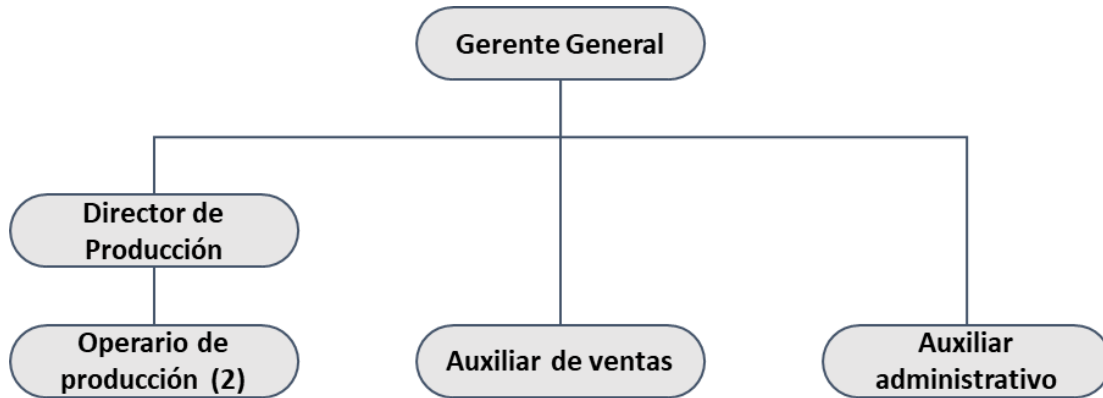 Gerente General
Director de
Producción
Operario de
producción (2)
Auxiliar de ventas
Auxiliar
administrativo